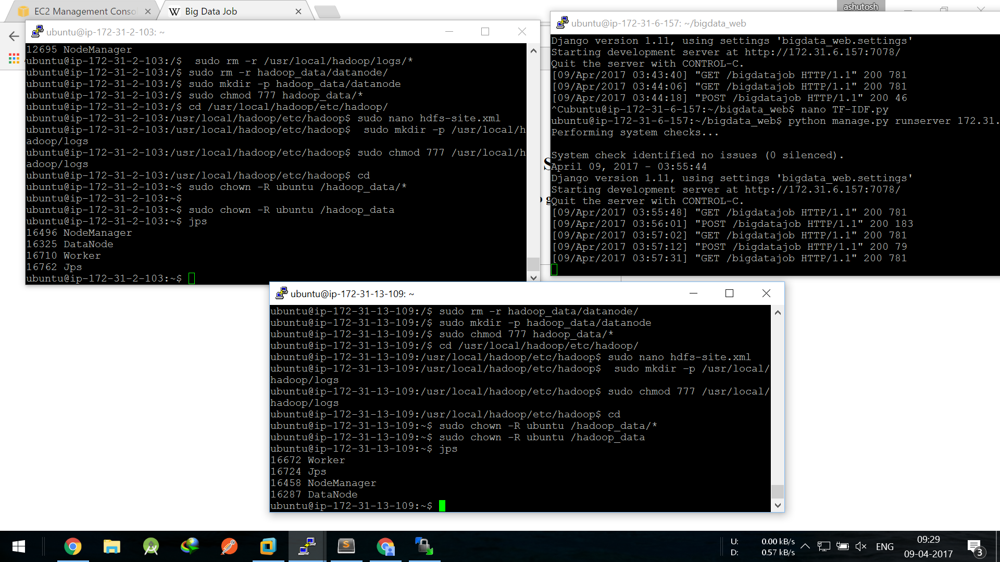 EC2 Management Conso
Big Data Job
ashutosh
ubuntu@ip-172-31-2-103: ~
12695 NodeManager
ubuntu@ip-172-31-2-103:/$  sudo rm -r /usr/local/hadoop/logs/*
ubuntu@ip-172-31-2-103:/$ sudo rm -r hadoop_data/datanode/
ubuntu@ip-172-31-2-103:/$ sudo mkdir -p hadoop_data/datanode
ubuntu@ip-172-31-2-103:/$ sudo chmod 777 hadoop_data/*
ubuntu@ip-172-31-2-103:/$ cd /usr/local/hadoop/etc/hadoop/
ubuntu@ip-172-31-2-103:/usr/local/hadoop/etc/hadoop$ sudo nano hdfs-site.xml
ubuntu@ip-172-31-2-103:/usr/local/hadoop/etc/hadoop$  sudo mkdir -p /usr/local/h
adoop/logs
ubuntu@ip-172-31-2-103:/usr/local/hadoop/etc/hadoop$ sudo chmod 777 /usr/local/h
adoop/logs
ubuntu@ip-172-31-2-103:/usr/local/hadoop/etc/hadoop$ cd
ubuntu@ip-172-31-2-103:~$ sudo chown -R ubuntu /hadoop_data/*
ubuntu@ip-172-31-2-103:~$
ubuntu@ip-172-31-2-103:~$ sudo chown -R ubuntu /hadoop_data
ubuntu@ip-172-31-2-103:~$ jps
16496 NodeManager
16325 DataNode
16710 Worker
16762 Jps
ubuntu@ip-172-31-2-103:~$
ubuntu@ip-172-31-6-157: ~/bigdata_web
Django version 1.11, using settings 'bigdata_web.settings'
Starting development server at http://172.31.6.157:7078/
Quit the server with CONTROL-C.
[09/Apr/2017 03:43:40] "GET /bigdatajob HTTP/1.1" 200 781
[09/Apr/2017 03:44:06] "GET /bigdatajob HTTP/1.1" 200 781
[09/Apr/2017 03:44:18] "POST /bigdatajob HTTP/1.1" 200 46
^Cubuntu@ip-172-31-6-157:~/bigdata_web$ nano TF-IDF.py
ubuntu@ip-172-31-6-157:~/bigdata_web$ python manage.py runserver 172.31.
Performing system checks...
System check identified no issues (0 silenced).
April 09, 2017 - 03:55:44
Django version 1.11, using settings 'bigdata_web.settings'
Starting development server at http://172.31.6.157:7078/
Quit the server with CONTROL-C.
[09/Apr/2017 03:55:48] "GET /bigdatajob HTTP/1.1" 200 781
[09/Apr/2017 03:56:01] "POST /bigdatajob HTTP/1.1" 200 183
[09/Apr/2017 03:57:02] "GET /bigdatajob HTTP/1.1" 200 781
[09/Apr/2017 03:57:12] "POST /bigdatajob HTTP/1.1" 200 79
[09/Apr/2017 03:57:31] "GET /bigdatajob HTTP/1.1" 200 781
ubuntu@ip-172-31-13-109: ~
ubuntu@ip-172-31-13-109:/$ sudo rm -r hadoop_data/datanode/
ubuntu@ip-172-31-13-109:/$ sudo mkdir -p hadoop_data/datanode
ubuntu@ip-172-31-13-109:/$ sudo chmod 777 hadoop_data/*
ubuntu@ip-172-31-13-109:/$ cd /usr/local/hadoop/etc/hadoop/
ubuntu@ip-172-31-13-109:/usr/local/hadoop/etc/hadoop$ sudo nano hdfs-site.xml
ubuntu@ip-172-31-13-109:/usr/local/hadoop/etc/hadoop$  sudo mkdir -p /usr/local/
hadoop/logs
ubuntu@ip-172-31-13-109:/usr/local/hadoop/etc/hadoop$ sudo chmod 777 /usr/local/
hadoop/logs
ubuntu@ip-172-31-13-109:/usr/local/hadoop/etc/hadoop$ cd
ubuntu@ip-172-31-13-109:~$ sudo chown -R ubuntu /hadoop_data/*
ubuntu@ip-172-31-13-109:~$ sudo chown -R ubuntu /hadoop_data
ubuntu@ip-172-31-13-109:~$ jps
16672 Worker
16724 Jps
16458 NodeManager
16287 DataNode
ubuntu@ip-172-31-13-109:~$
U: 0.00 kB/s
D: 0.57 kB/s
ENG
09:29
09-04-2017
3